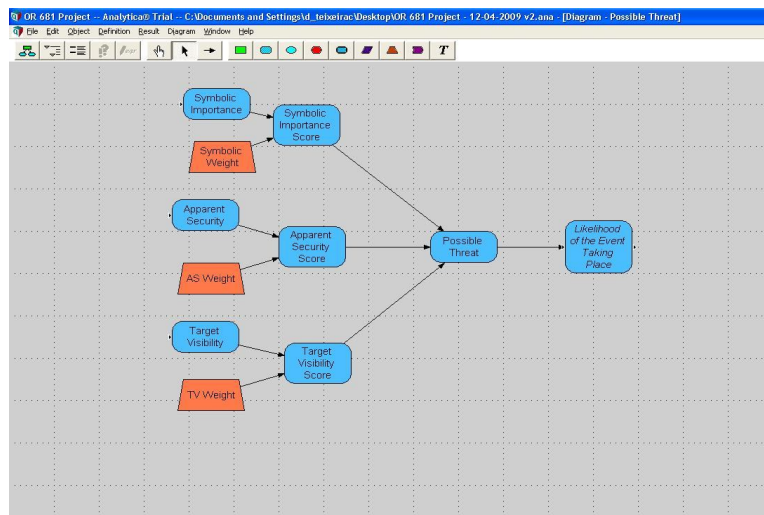 OR 681 Project -- Analytica® Trial -- C:\Documents and Settings\d_teixeirac\Desktop\OR 681 Project - 12-04-2009 v2.ana - [Diagram - Possible Threat]
File Edit Object Definition Result Diagram Window Help
T
Symbolic
Importance
Symbolic
Importance
Score
Symbolic
Weight
Apparent
Security
Apparent
Security
Score
AS Weight
Possible
Threat
Likelihood
of the Event
Taking
Place
Target
Visibility
Target
Visibility
Score
TV Weight